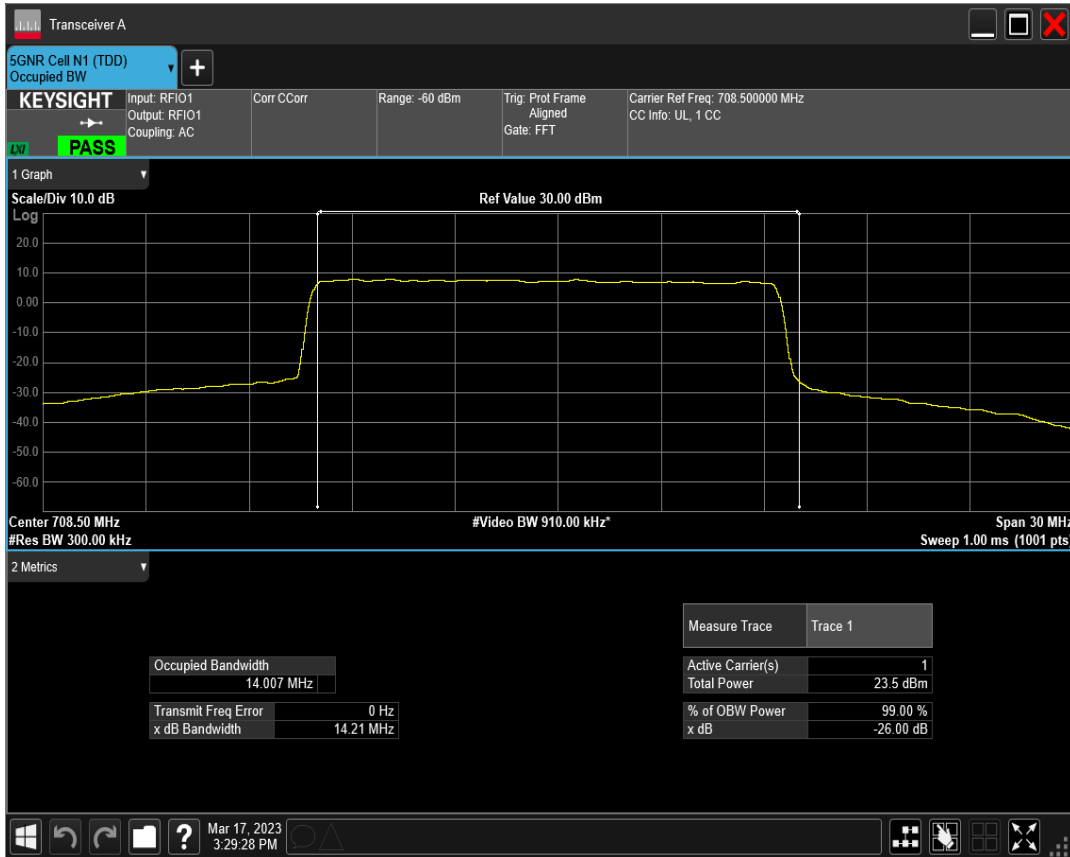 Transceiver A
5GNR Cell N1 (TDD)
Occupied BW
+
KEYSIGHT
LXI
PASS
Input: RFIO1
Output: RFIO1
Coupling: AC
Corr CCorr
Range: -60 dBm
Trig: Prot Frame
Aligned
Gate: FFT
Carrier Ref Freq: 708.500000 MHz
CC Info: UL, 1 CC
1 Graph
Scale/Div 10.0 dB
Ref Value 30.00 dBm
Log
20.0
10.0
0.00
-10.0
-20.0
-30.0
-40.0
-50.0
-60.0
Center 708.50 MHz
#Video BW 910.00 kHz*
Span 30 MHz
#Res BW 300.00 kHz
Sweep 1.00 ms (1001 pts)
2 Metrics
Measure Trace Trace 1
Occupied Bandwidth
14.007 MHz
Active Carrier(s) 1
Total Power 23.5 dBm
Transmit Freq Error 0 Hz
x dB Bandwidth 14.21 MHz
% of OBW Power 99.00 %
x dB -26.00 dB
?
Mar 17, 2023
3:29:28 PM